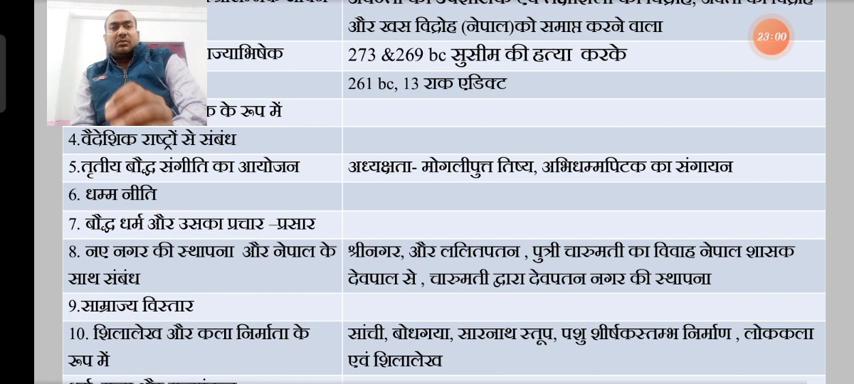 और खस विद्रोह (नेपाल)को समाप्त करने वाला
23:00
273 &269 bc सुसीम की हत्या करके
261 bc, 13 राक एडिक्ट
के रूप में
4.वैदेशिक राष्ट्रों से संबंध
5.तृतीय बौद्ध संगीति का आयोजन अध्यक्षता- मोगलीपुत्त तिष्य, अभिधम्मपिटक का संगायन
6. धम्म नीति
7. बौद्ध धर्म और उसका प्रचार –प्रसार
8. नए नगर की स्थापना और नेपाल के श्रीनगर, और ललितपतन , पुत्री चारुमती का विवाह नेपाल शासक
साथ संबंध देवपाल से , चारुमती द्वारा देवपतन नगर की स्थापना
9.साम्राज्य विस्तार
10. शिलालेख और कला निर्माता के सांची, बोधगया, सारनाथ स्तूप, पशु शीर्षकस्तम्भ निर्माण , लोककला
रूप में एवं शिलालेख